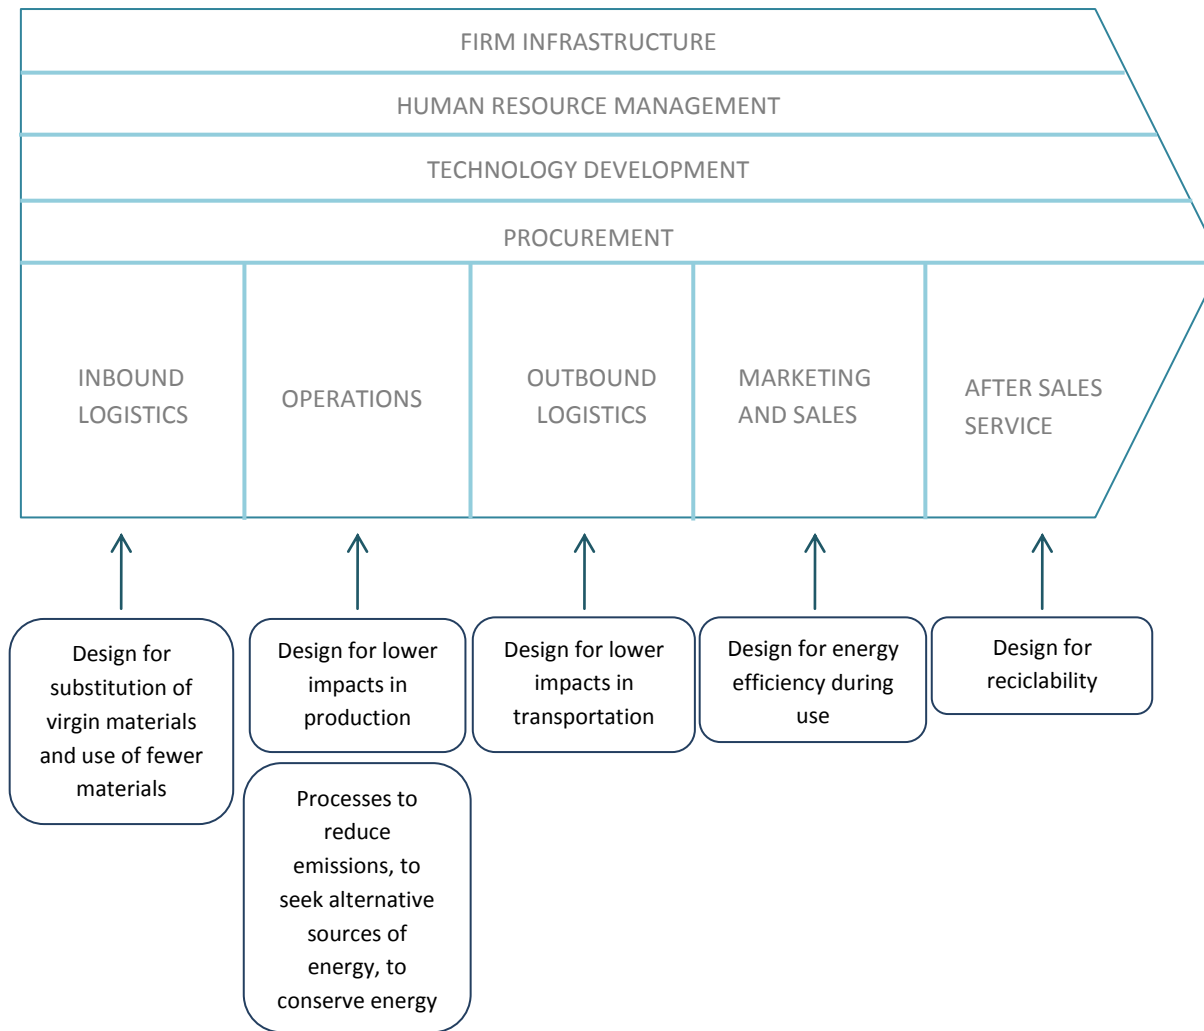 FIRM INFRASTRUCTURE
HUMAN RESOURCE MANAGEMENT
TECHNOLOGY DEVELOPMENT
PROCUREMENT
INBOUND
LOGISTICS
OPERATIONS
OUTBOUND
LOGISTICS
MARKETING
AND SALES
AFTER SALES
SERVICE
Design for
substitution of
virgin materials
and use of fewer
materials
Design for lower
impacts in
production
Processes to
reduce
emissions, to
seek alternative
sources of
energy, to
conserve energy
Design for lower
impacts in
transportation
Design for energy
efficiency during
use
Design for
reciclability